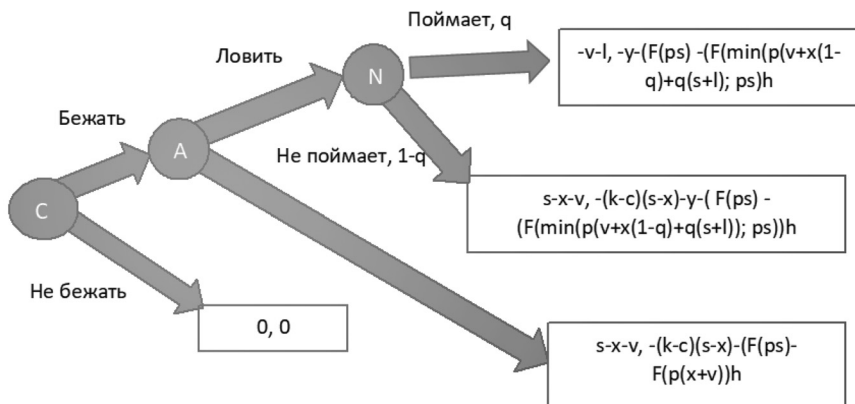 Поймает, q
-v-l, -y-(F(ps) -(F(min(p(v+x(1-
q)+q(s+l); ps)h
Ловить
N
Бежать
A
Не поймает, 1-q
s-x-v, -(k-c)(s-x)-y-( F(ps) -
(F(min(p(v+x(1-q)+q(s+l)); ps))h
C
Не бежать
0, 0
s-x-v, -(k-c)(s-x)-(F(ps)-
F(p(x+v))h